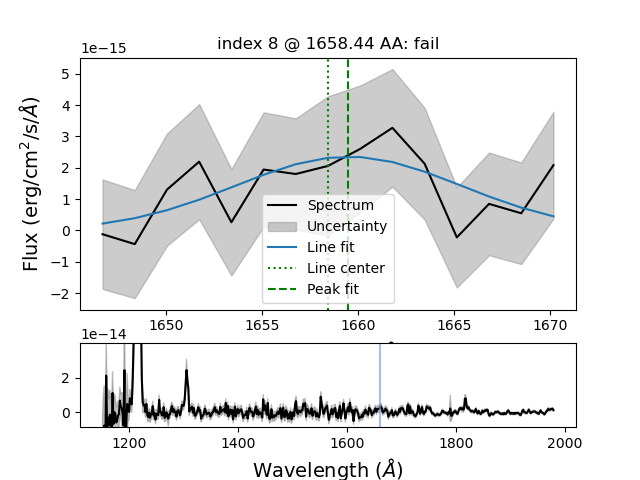 index 8 @ 1658.44 AA: fail
1e−15
Flux (erg/cm²/s/Å)
5
4
3
2
1
0
−1
−2
Spectrum
Uncertainty
Line fit
Line center
Peak fit
1650 1655 1660 1665 1670
1e−14
2
0
1200 1400 1600 1800 2000
Wavelength (Å)